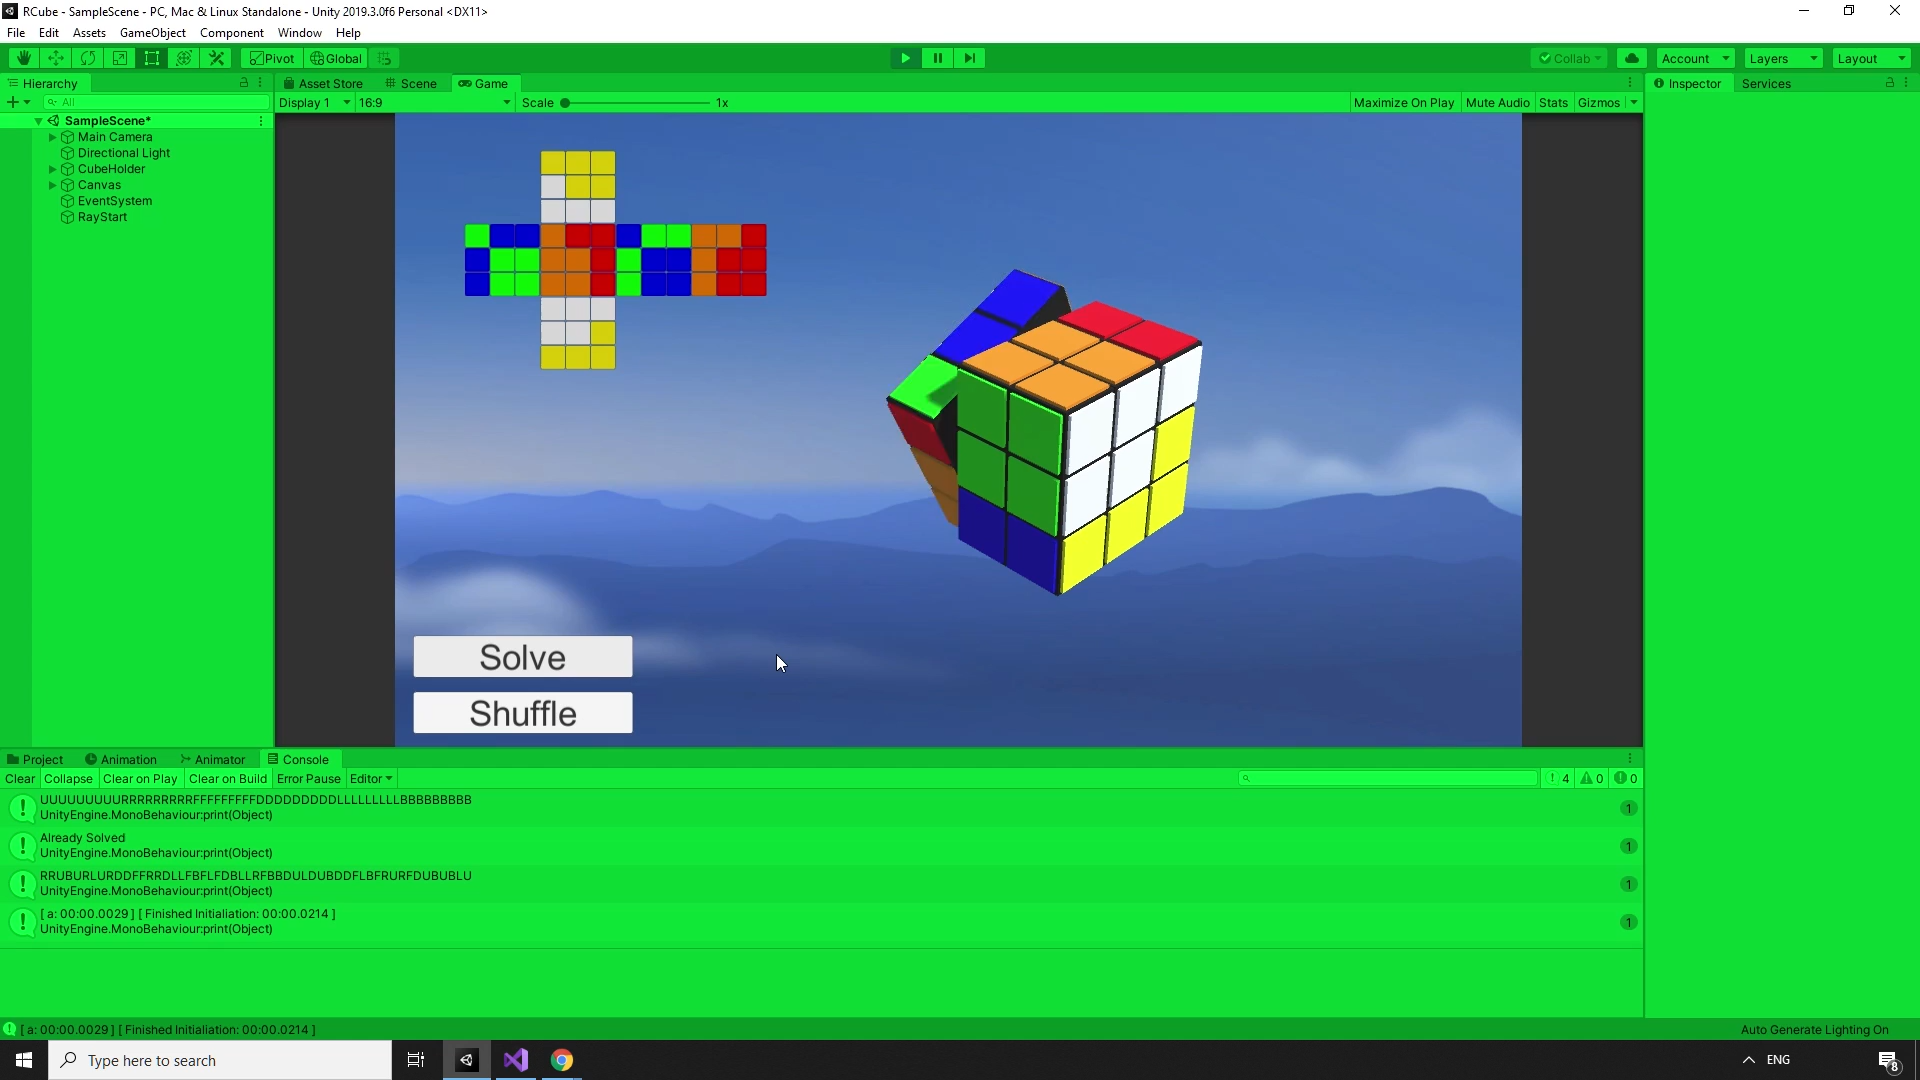 RCube - SampleScene - PC, Mac & Linux Standalone - Unity 2019.3.0f6 Personal <DX11>
File Edit Assets GameObject Component Window Help
Pivot Global Collab Account Layers Layout
Hierarchy Asset Store Scene Game Inspector Services
All Display 1 16:9 Scale 1x Maximize On Play Mute Audio Stats Gizmos
SampleScene*
Main Camera
Directional Light
CubeHolder
Canvas
EventSystem
RayStart
Solve
Shuffle
Project Animation Animator Console
Clear Collapse Clear on Play Clear on Build Error Pause Editor 4 0 0
UUUUUUUUURRRRRRRRRFFFFFFFFFDDDDDDDDDLLLLLLLLLBBBBBBBBB
UnityEngine.MonoBehaviour:print(Object) 1
Already Solved
UnityEngine.MonoBehaviour:print(Object) 1
RRUBURLURDDFFRRDLLFBFLFDBLLRFBBDULDUBDDFLBFRURFDUBUBLU
UnityEngine.MonoBehaviour:print(Object) 1
[ a: 00:00.0029 ] [ Finished Initialiation: 00:00.0214 ]
UnityEngine.MonoBehaviour:print(Object) 1
[ a: 00:00.0029 ] [ Finished Initialiation: 00:00.0214 ] Auto Generate Lighting On
Type here to search ENG 8